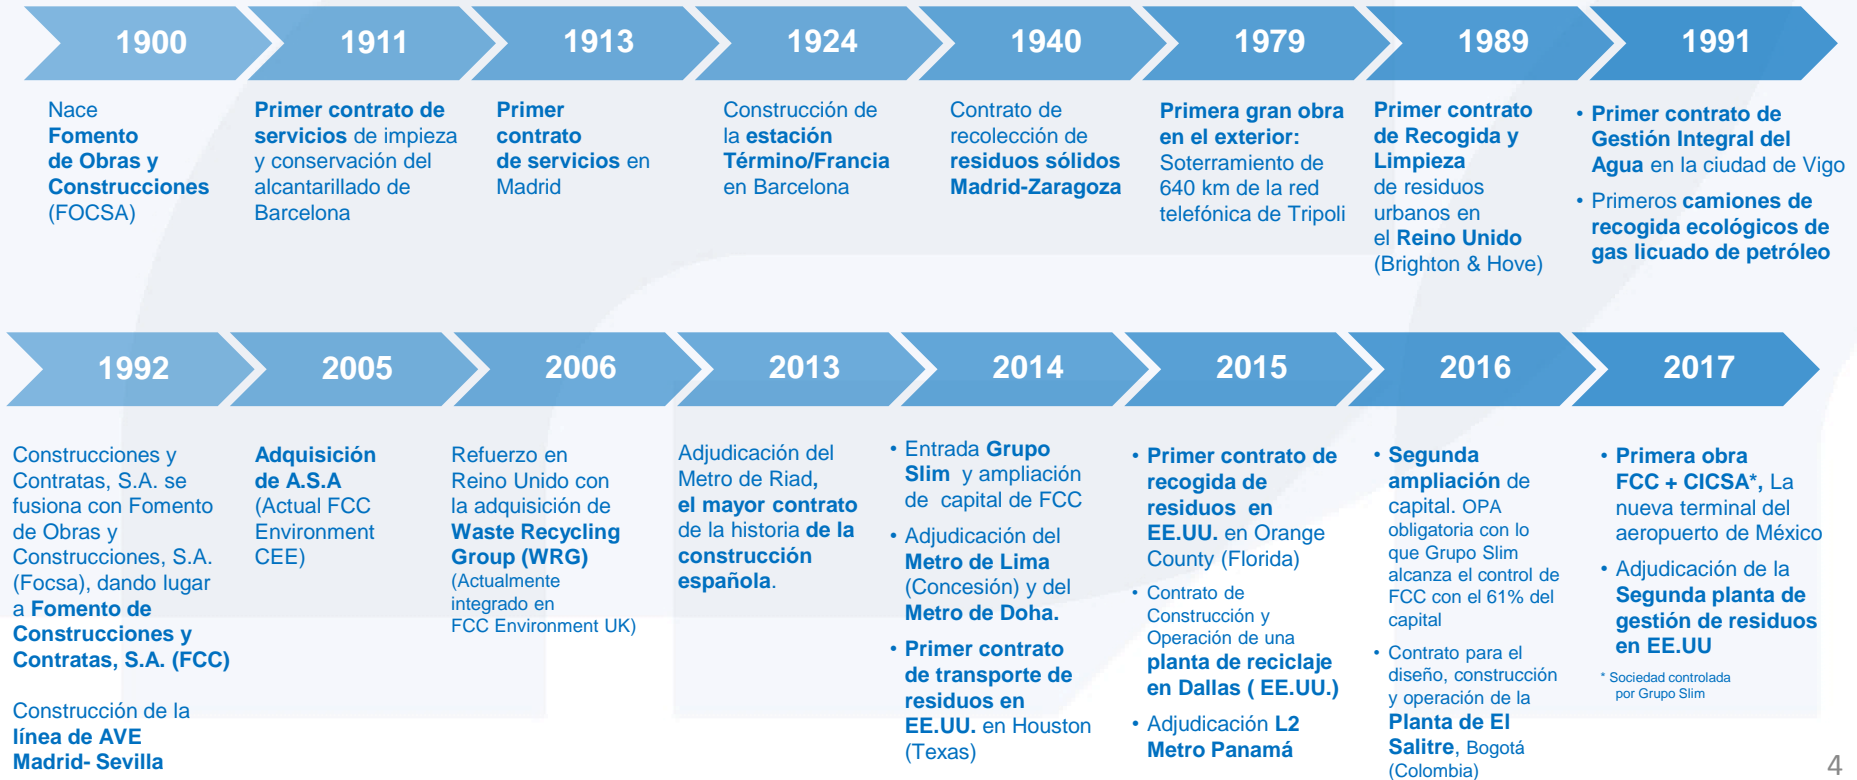 1900
Nace
Fomento
de Obras y
Construcciones
(FOCSA)
1911
Primer contrato de
servicios de impieza
y conservación del
alcantarillado de
Barcelona
1913
Primer
contrato
de servicios en
Madrid
1924
Construcción de
la estación
Término/Francia
en Barcelona
1940
Contrato de
recolección de
residuos sólidos
Madrid-Zaragoza
1979
Primera gran obra
en el exterior:
Soterramiento de
640 km de la red
telefónica de Tripoli
1989
Primer contrato
de Recogida y
Limpieza
de residuos
urbanos en
el Reino Unido
(Brighton & Hove)
1991
• Primer contrato de
Gestión Integral del
Agua en la ciudad de Vigo
• Primeros camiones de
recogida ecológicos de
gas licuado de petróleo
1992
Construcciones y
Contratas, S.A. se
fusiona con Fomento
de Obras y
Construcciones, S.A.
(Focsa), dando lugar
a Fomento de
Construcciones y
Contratas, S.A. (FCC)
Construcción de la
línea de AVE
Madrid- Sevilla
2005
Adquisición
de A.S.A
(Actual FCC
Environment
CEE)
2006
Refuerzo en
Reino Unido con
la adquisición de
Waste Recycling
Group (WRG)
(Actualmente
integrado en
FCC Environment UK)
2013
Adjudicación del
Metro de Riad,
el mayor contrato
de la historia de la
construcción
española.
2014
• Entrada Grupo
Slim y ampliación
de capital de FCC
• Adjudicación del
Metro de Lima
(Concesión) y del
Metro de Doha.
• Primer contrato
de transporte de
residuos en
EE.UU. en Houston
(Texas)
2015
• Primer contrato de
recogida de
residuos en
EE.UU. en Orange
County (Florida)
• Contrato de
Construcción y
Operación de una
planta de reciclaje
en Dallas ( EE.UU.)
• Adjudicación L2
Metro Panamá
2016
• Segunda
ampliación de
capital. OPA
obligatoria con lo
que Grupo Slim
alcanza el control de
FCC con el 61% del
capital
• Contrato para el
diseño, construcción
y operación de la
Planta de El
Salitre, Bogotá
(Colombia)
2017
• Primera obra
FCC + CICSA*, La
nueva terminal del
aeropuerto de México
• Adjudicación de la
Segunda planta de
gestión de residuos
en EE.UU
* Sociedad controlada
por Grupo Slim
4